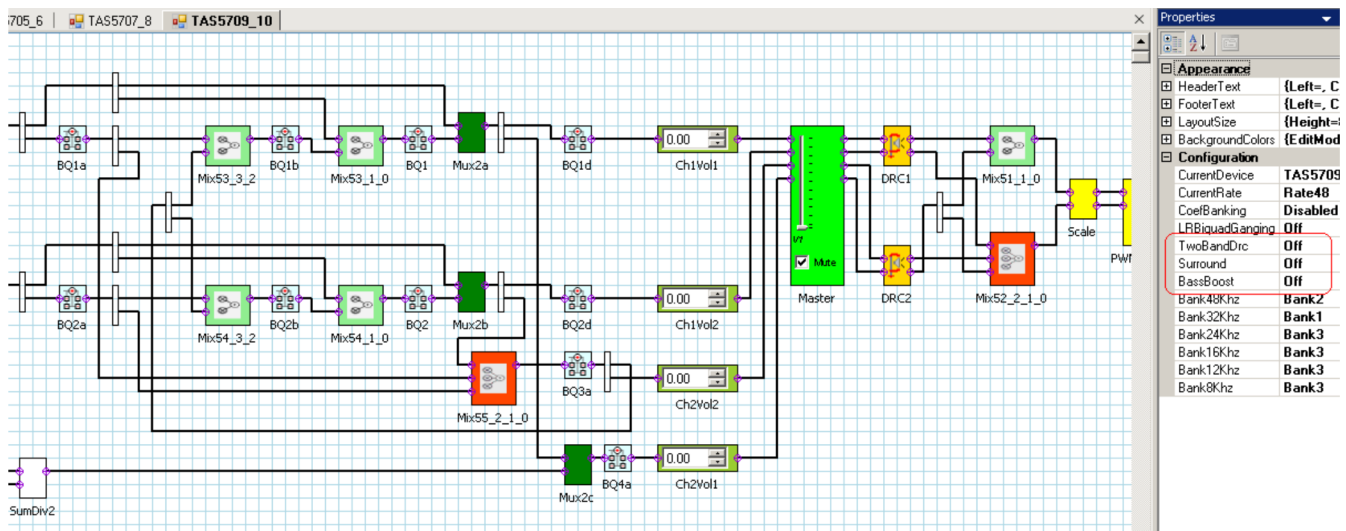 5705_6 TAS5707_8 TAS5709_10
BQ1a
Mix53_3_2
BQ1b
Mix53_1_0
BQ1
Mux2a
BQ1d
0.00
Ch1Vol1
DRC1
Mix51_1_0
Scale
Mute
Master
DRC2
Mix52_2_1_0
BQ2a
Mix54_3_2
BQ2b
Mix54_1_0
BQ2
Mux2b
BQ2d
0.00
Ch1Vol2
Mix55_2_1_0
BQ3a
0.00
Ch2Vol2
Mux2c
BQ4a
0.00
Ch2Vol1
SumDiv2
Properties
Appearance
HeaderText {Left=, C
FooterText {Left=, C
LayoutSize {Height=
BackgroundColors {EditMod
Configuration
CurrentDevice TAS5709
CurrentRate Rate48
CoefBanking Disabled
LRBiquadGanging Off
TwoBandDrc Off
Surround Off
BassBoost Off
Bank48Khz Bank2
Bank32Khz Bank1
Bank24Khz Bank3
Bank16Khz Bank3
Bank12Khz Bank3
Bank8Khz Bank3